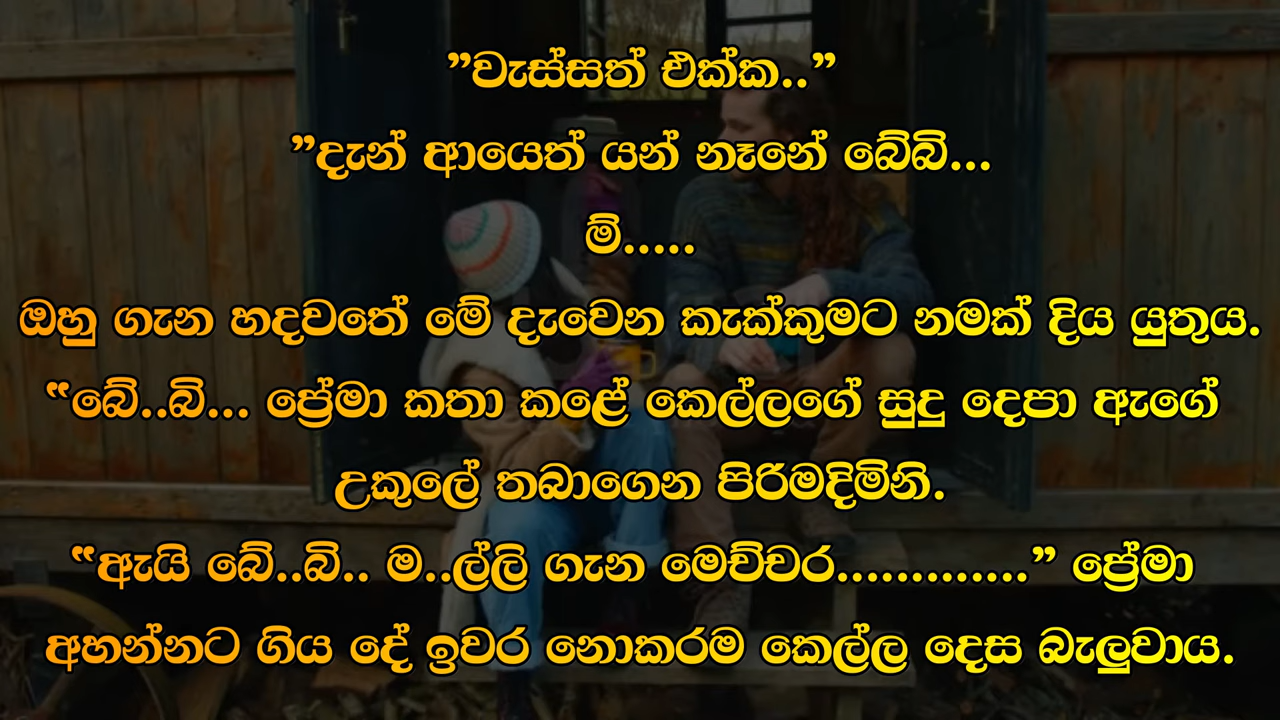 ”වැස්සත් එක්ක..”
”දැන් ආයෙත් යන් නෑනේ බේබි...
ම්.....
ඔහු ගැන හදවතේ මේ දැවෙන කැක්කුමට නමක් දිය යුතුය.
“බේ..බි... ප්‍රේමා කතා කළේ කෙල්ලගේ සුදු දෙපා ඇගේ
උකුලේ තබාගෙන පිරිමදිමිනි.
“ඇයි බේ..බි.. ම..ල්ලි ගැන මෙච්චර.............” ප්‍රේමා
අහන්නට ගිය දේ ඉවර නොකරම කෙල්ල දෙස බැලුවාය.